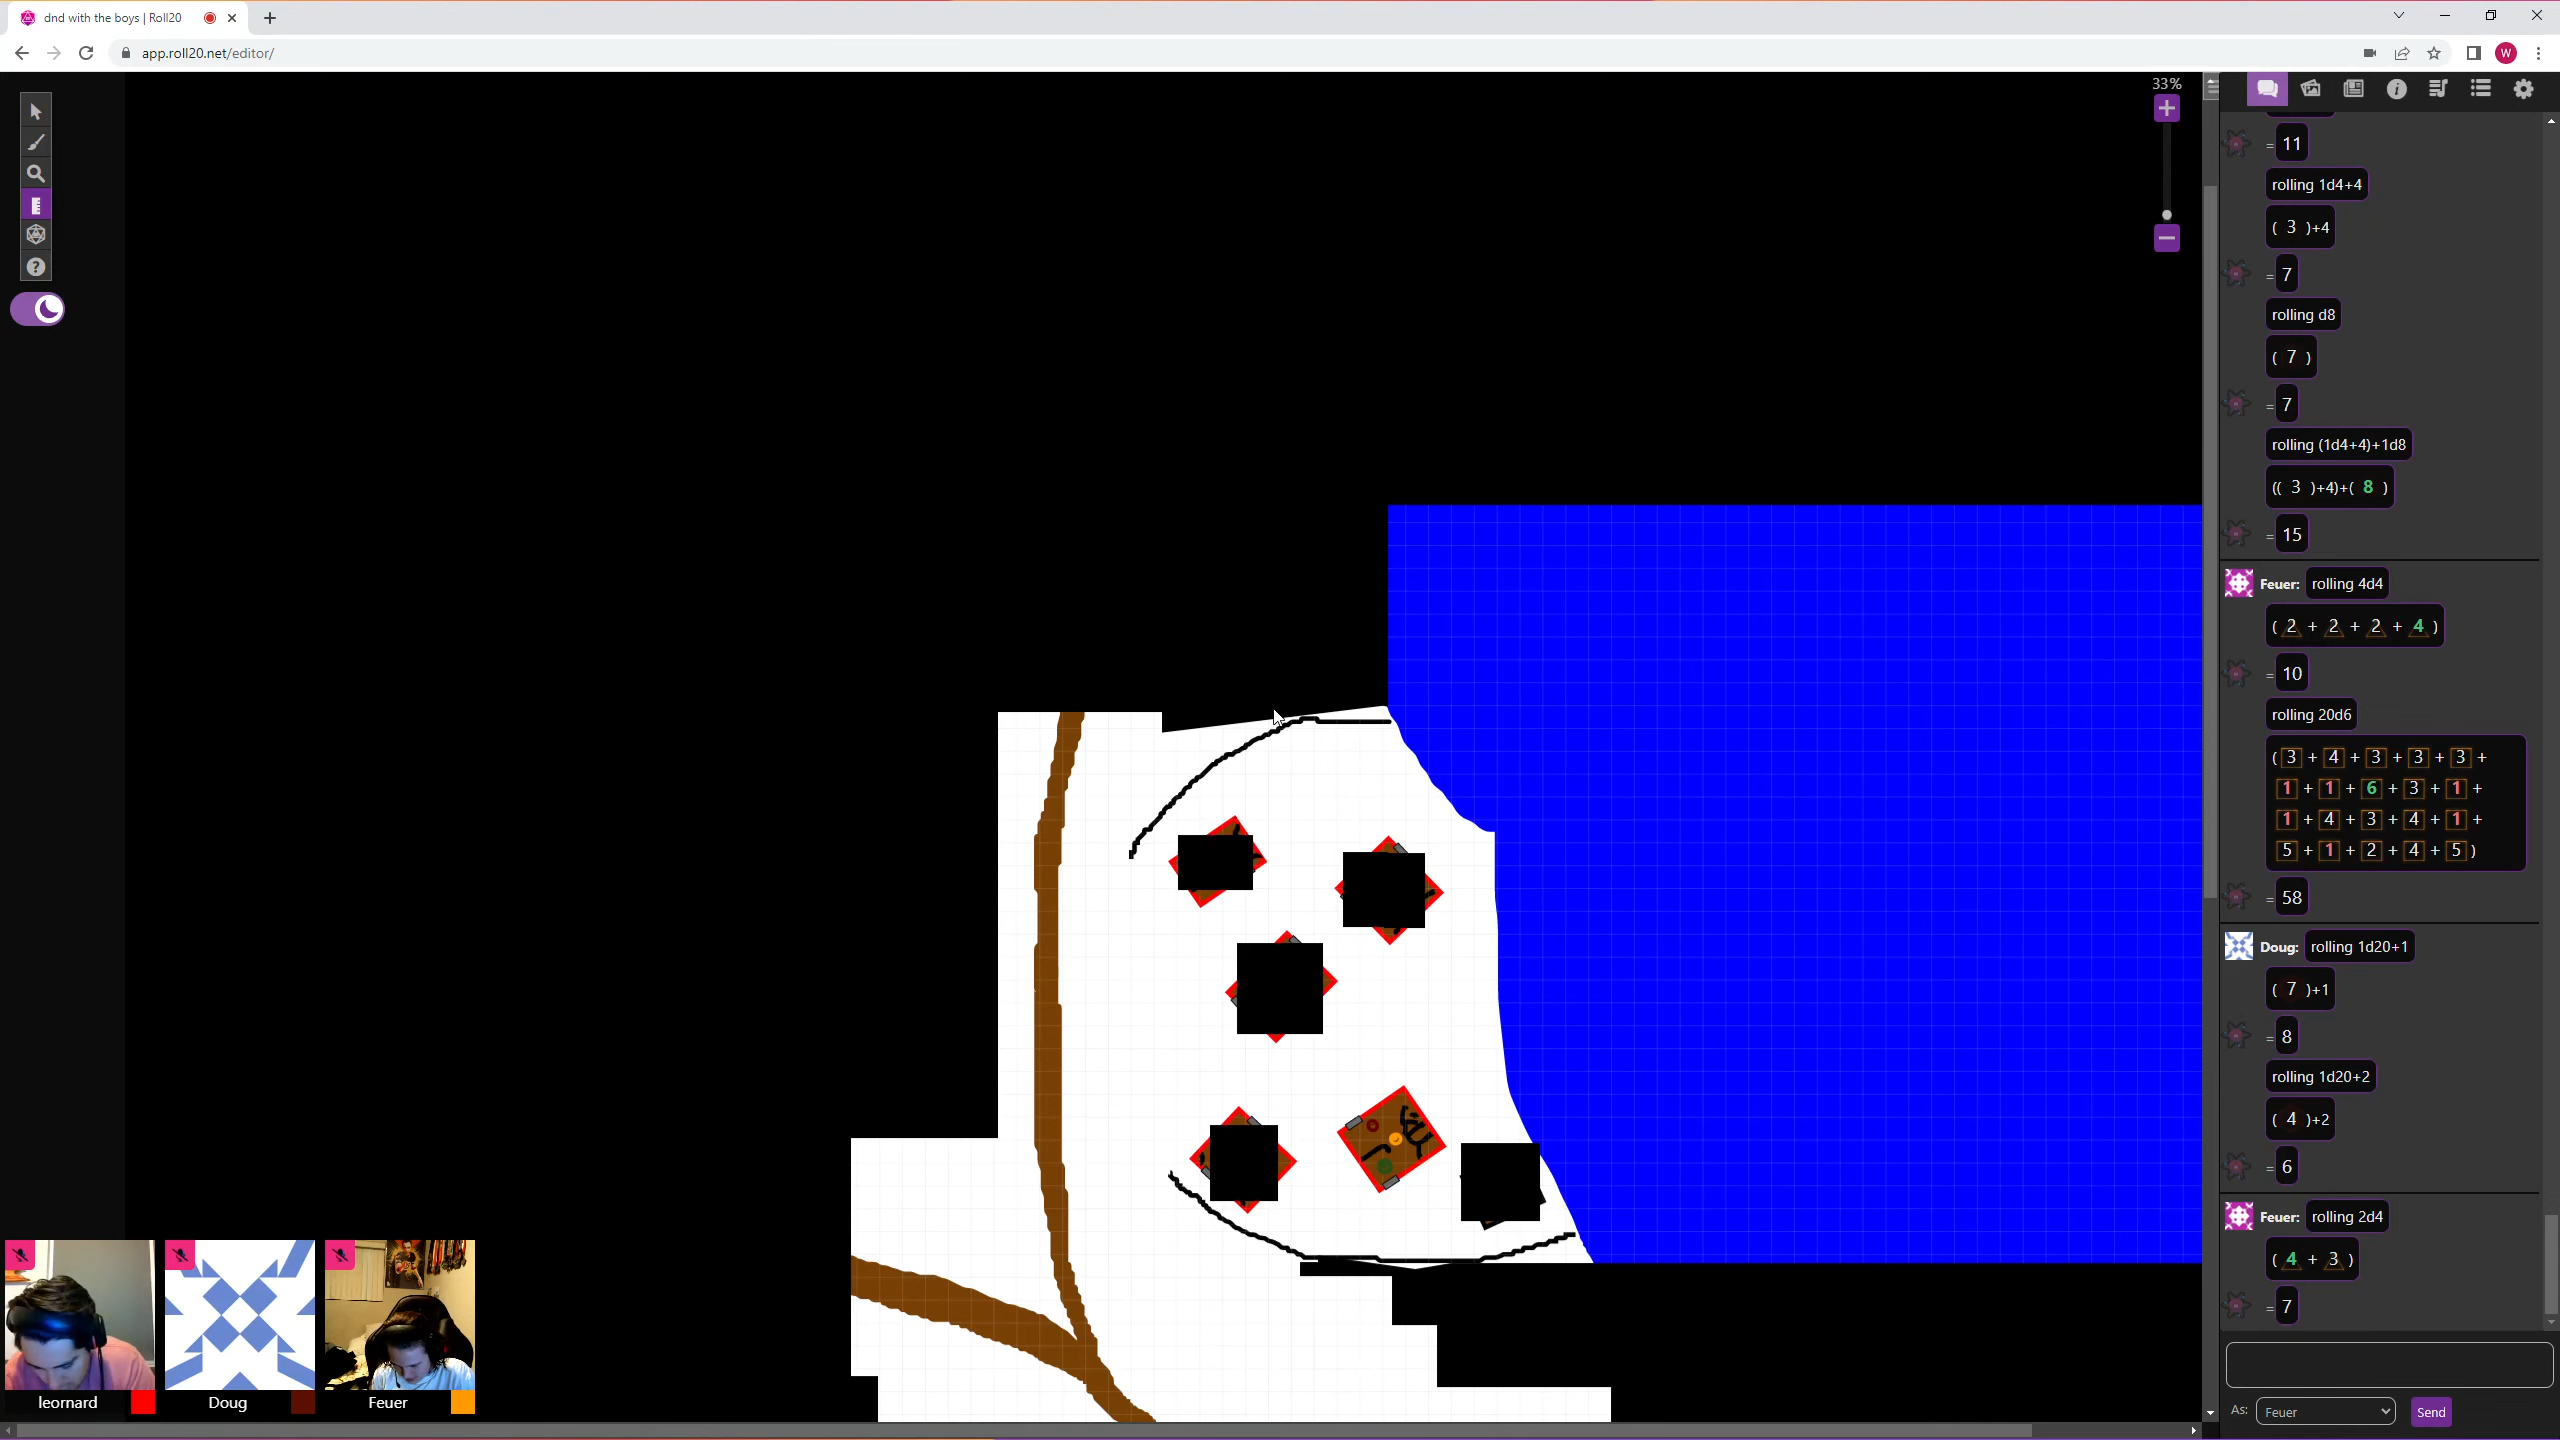 dnd with the boys | Roll20
app.roll20.net/editor/
W
33%
= 11
rolling 1d4+4
( 3 )+4
= 7
rolling d8
( 7 )
= 7
rolling (1d4+4)+1d8
(( 3 )+4)+( 8 )
= 15
Feuer: rolling 4d4
( 2 + 2 + 2 + 4 )
= 10
rolling 20d6
( 3 + 4 + 3 + 3 + 3 +
1 + 1 + 6 + 3 + 1 +
1 + 4 + 3 + 4 + 1 +
5 + 1 + 2 + 4 + 5 )
= 58
Doug: rolling 1d20+1
( 7 )+1
= 8
rolling 1d20+2
( 4 )+2
= 6
Feuer: rolling 2d4
( 4 + 3 )
= 7
leornard
Doug
Feuer
As: Feuer Send